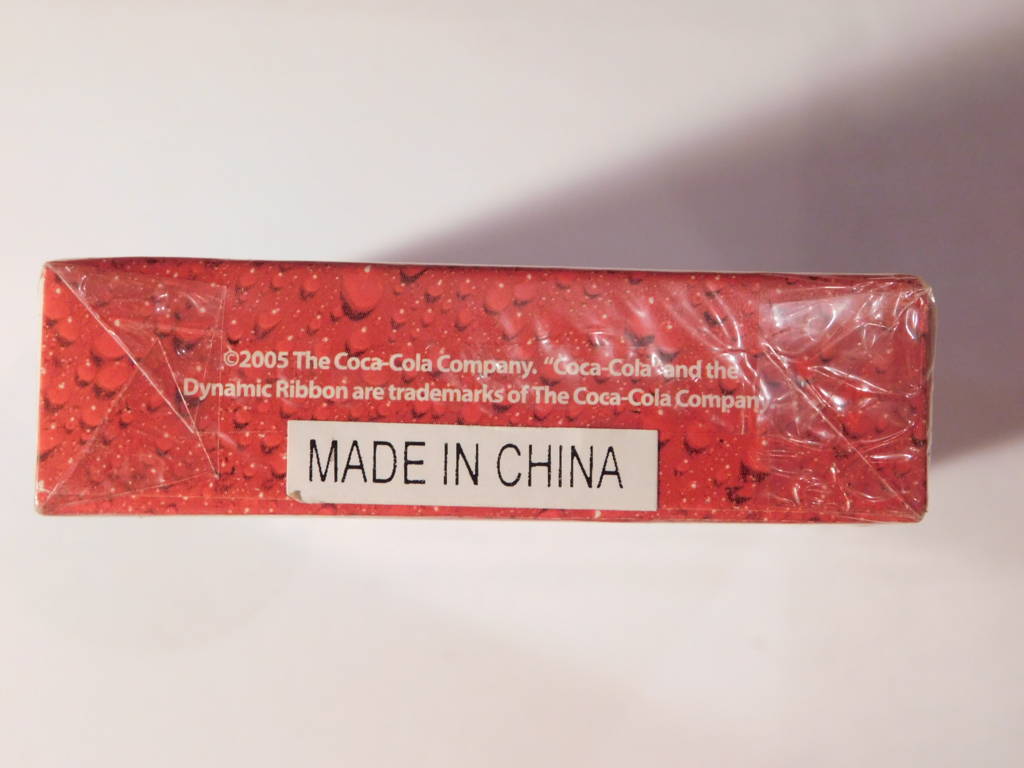 ©2005 The Coca-Cola Company. "Coca-Cola" and the
Dynamic Ribbon are trademarks of The Coca-Cola Company
MADE IN CHINA